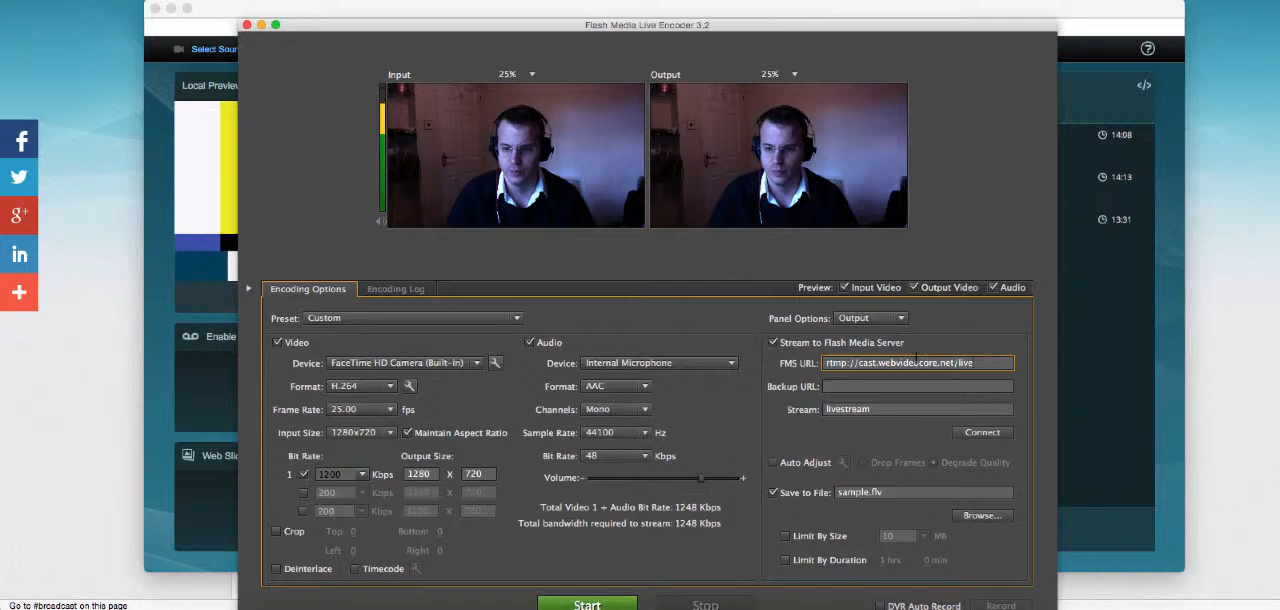 Flash Media Live Encoder 3.2
Select Sour
?
Local Preview
</>
Input 25%
Output 25%
14:08
14:13
13:31
f
g+
in
+
Enable
Web Slid
Encoding Options
Encoding Log
Preview: Input Video Output Video Audio
Preset: Custom
Panel Options: Output
Video
Device: FaceTime HD Camera (Built-in)
Format: H.264
Frame Rate: 25.00 fps
Input Size: 1280x720 Maintain Aspect Ratio
Bit Rate: Output Size:
1 1200 Kbps 1280 X 720
200 Kbps X
200 Kbps X
Crop Top 0 Bottom 0
Left 0 Right 0
Deinterlace Timecode
Audio
Device: Internal Microphone
Format: AAC
Channels: Mono
Sample Rate: 44100 Hz
Bit Rate: 48 Kbps
Volume: - +
Total Video 1 + Audio Bit Rate: 1248 Kbps
Total bandwidth required to stream: 1248 Kbps
Stream to Flash Media Server
FMS URL: rtmp://cast.webvideocore.net/live
Backup URL:
Stream: livestream
Connect
Auto Adjust Drop Frames Degrade Quality
Save to File: sample.flv
Browse...
Limit By Size 10 MB
Limit By Duration 1 hrs 0 min
Start
Stop
DVR Auto Record
Record
Go to #broadcast on this page